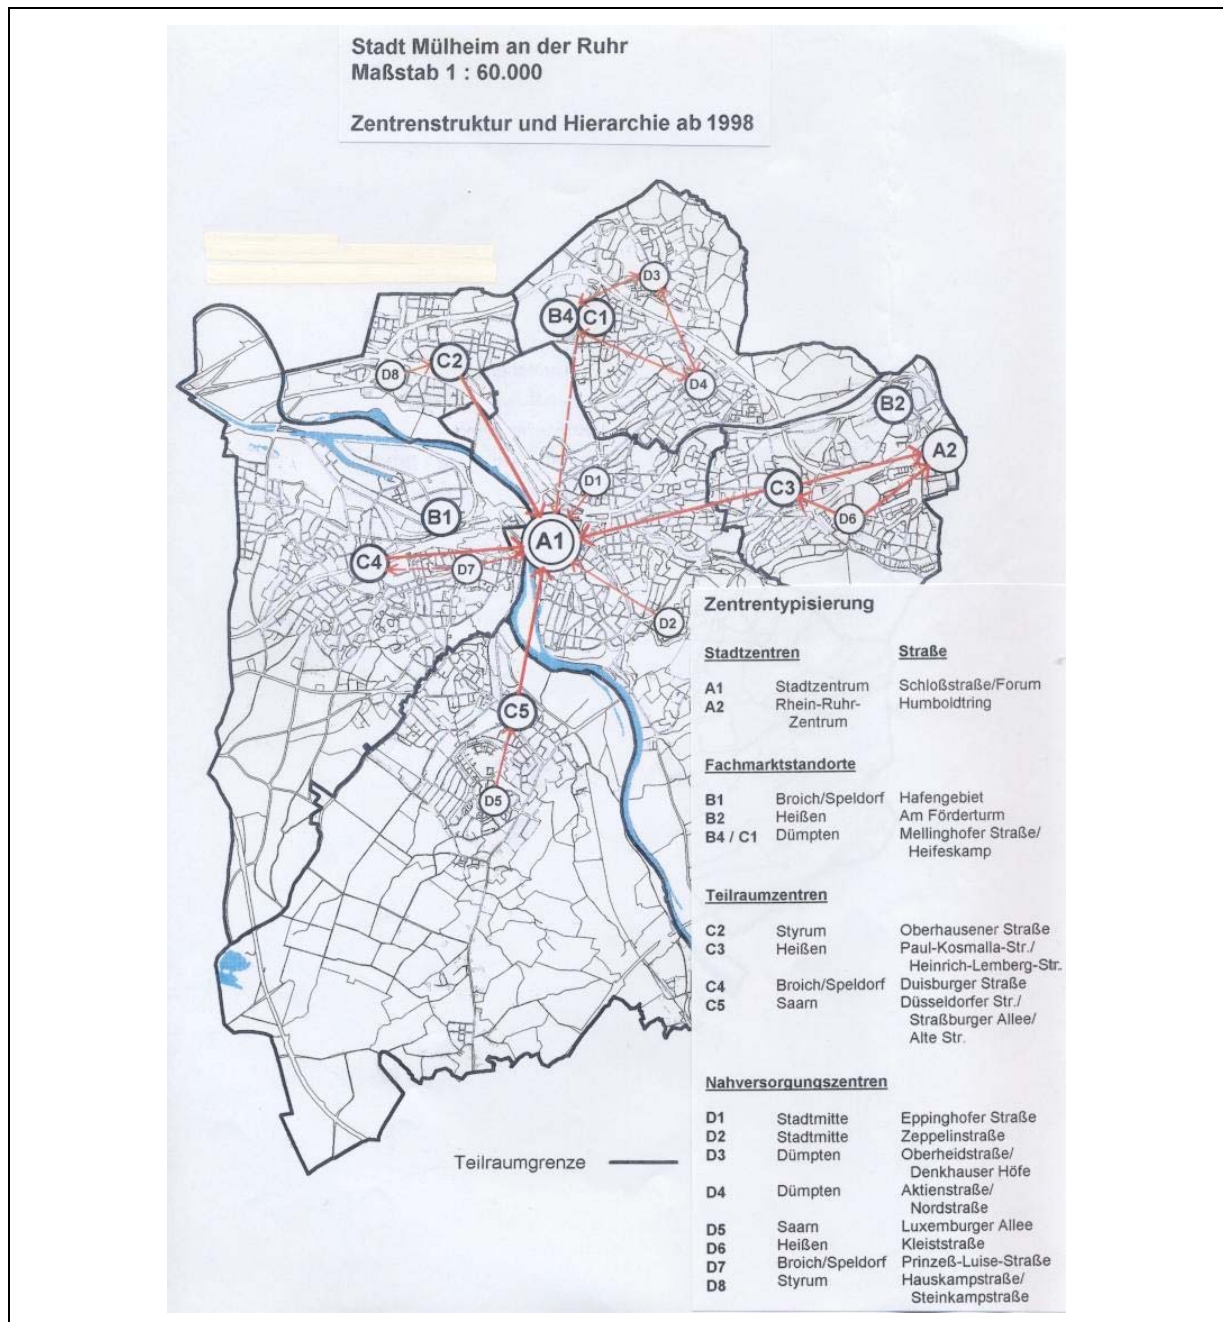 Stadt Mülheim an der Ruhr
Maßstab 1 : 60.000
Zentrenstruktur und Hierarchie ab 1998
D3
B4 C1
D8 C2
D4
B2
A2
D1
C3
B1
D6
A1
C4
D7
D2
C5
D5
Teilraumgrenze
Zentrentypisierung
Stadtzentren Straße
A1 Stadtzentrum Schloßstraße/Forum
A2 Rhein-Ruhr- Humboldtring
Zentrum
Fachmarktstandorte
B1 Broich/Speldorf Hafengebiet
B2 Heißen Am Förderturm
B4 / C1 Dümpten Mellinghofer Straße/
Heifeskamp
Teilraumzentren
C2 Styrum Oberhausener Straße
C3 Heißen Paul-Kosmalla-Str./
Heinrich-Lemberg-Str.
C4 Broich/Speldorf Duisburger Straße
C5 Saarn Düsseldorfer Str./
Straßburger Allee/
Alte Str.
Nahversorgungszentren
D1 Stadtmitte Eppinghofer Straße
D2 Stadtmitte Zeppelinstraße
D3 Dümpten Oberheidstraße/
Denkhauser Höfe
D4 Dümpten Aktienstraße/
Nordstraße
D5 Saarn Luxemburger Allee
D6 Heißen Kleiststraße
D7 Broich/Speldorf Prinzeß-Luise-Straße
D8 Styrum Hauskampstraße/
Steinkampstraße